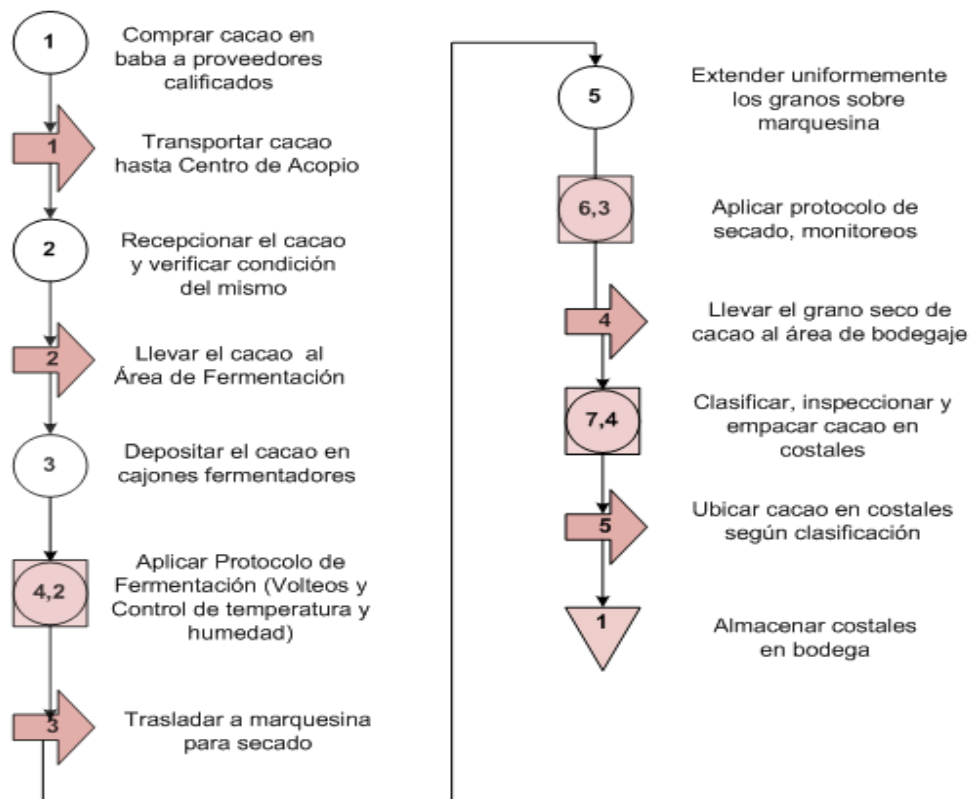 1
Comprar cacao en
baba a proveedores
calificados
1
Transportar cacao
hasta Centro de Acopio
2
Recepcionar el cacao
y verificar condición
del mismo
2
Llevar el cacao al
Área de Fermentación
3
Depositar el cacao en
cajones fermentadores
4,2
Aplicar Protocolo de
Fermentación (Volteos y
Control de temperatura y
humedad)
3
Trasladar a marquesina
para secado
5
Extender uniformemente
los granos sobre
marquesina
6,3
Aplicar protocolo de
secado, monitoreos
4
Llevar el grano seco de
cacao al área de bodegaje
7,4
Clasificar, inspeccionar y
empacar cacao en
costales
5
Ubicar cacao en costales
según clasificación
1
Almacenar costales
en bodega